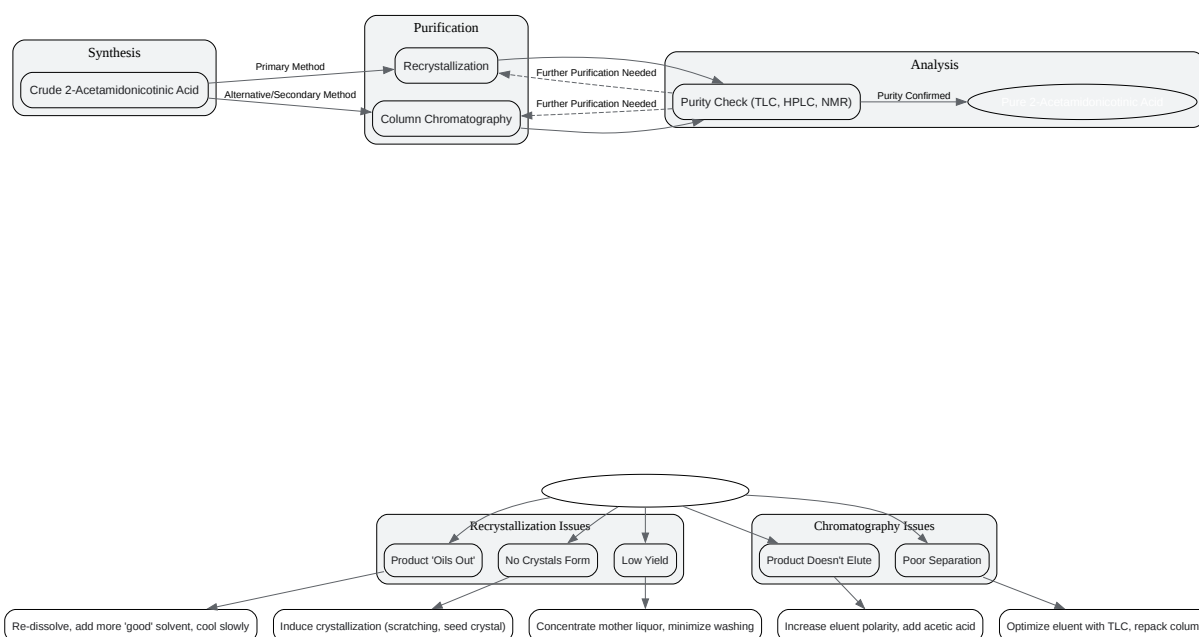 Purification
Synthesis
Crude 2-Acetamidonicotinic Acid
Primary Method
Alternative/Secondary Method
Recrystallization
Column Chromatography
Further Purification Needed
Further Purification Needed
Analysis
Purity Check (TLC, HPLC, NMR)
Purity Confirmed
Pure 2-Acetamidonicotinic Acid
Recrystallization Issues
Chromatography Issues
Product 'Oils Out'
No Crystals Form
Low Yield
Product Doesn't Elute
Poor Separation
Re-dissolve, add more 'good' solvent, cool slowly
Induce crystallization (scratching, seed crystal)
Concentrate mother liquor, minimize washing
Increase eluent polarity, add acetic acid
Optimize eluent with TLC, repack colum